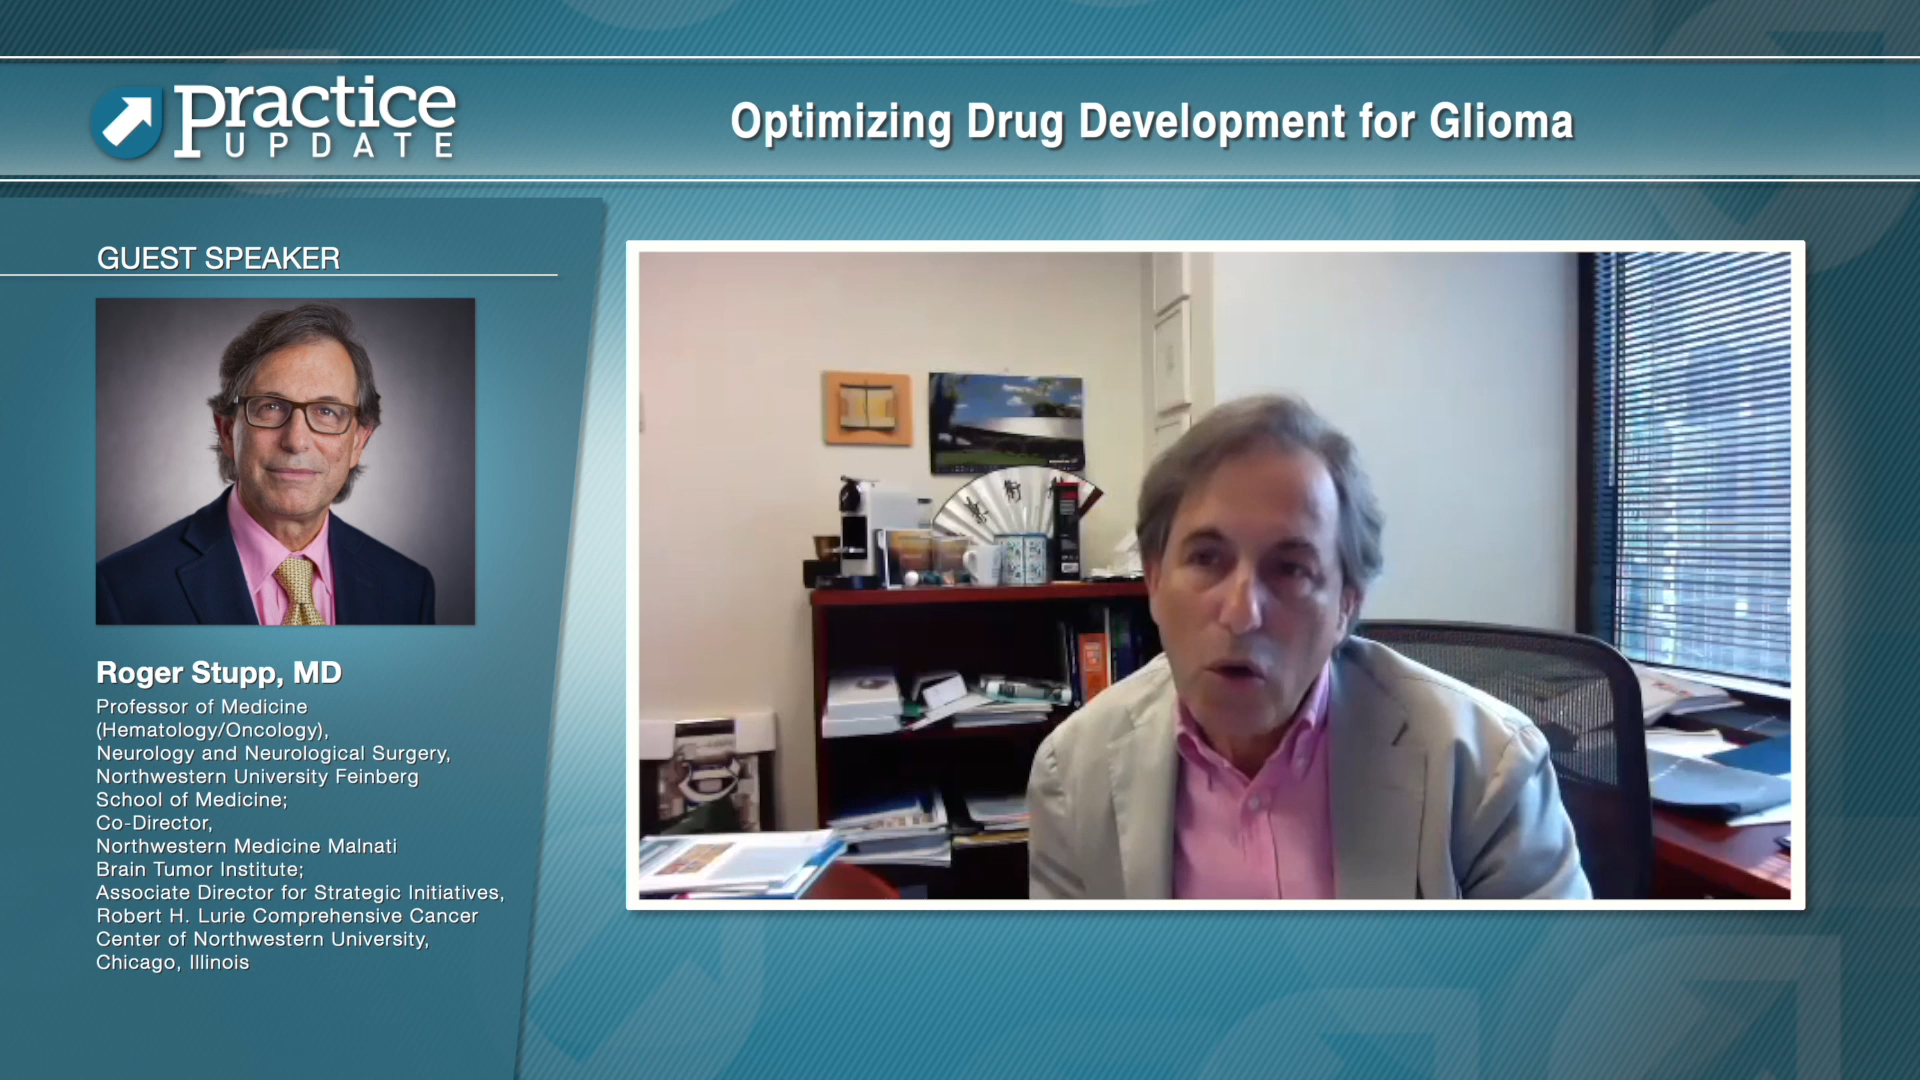 practice
UPDATE
Optimizing Drug Development for Glioma
GUEST SPEAKER
Roger Stupp, MD
Professor of Medicine
(Hematology/Oncology),
Neurology and Neurological Surgery,
Northwestern University Feinberg
School of Medicine;
Co-Director,
Northwestern Medicine Malnati
Brain Tumor Institute;
Associate Director for Strategic Initiatives,
Robert H. Lurie Comprehensive Cancer
Center of Northwestern University,
Chicago, Illinois